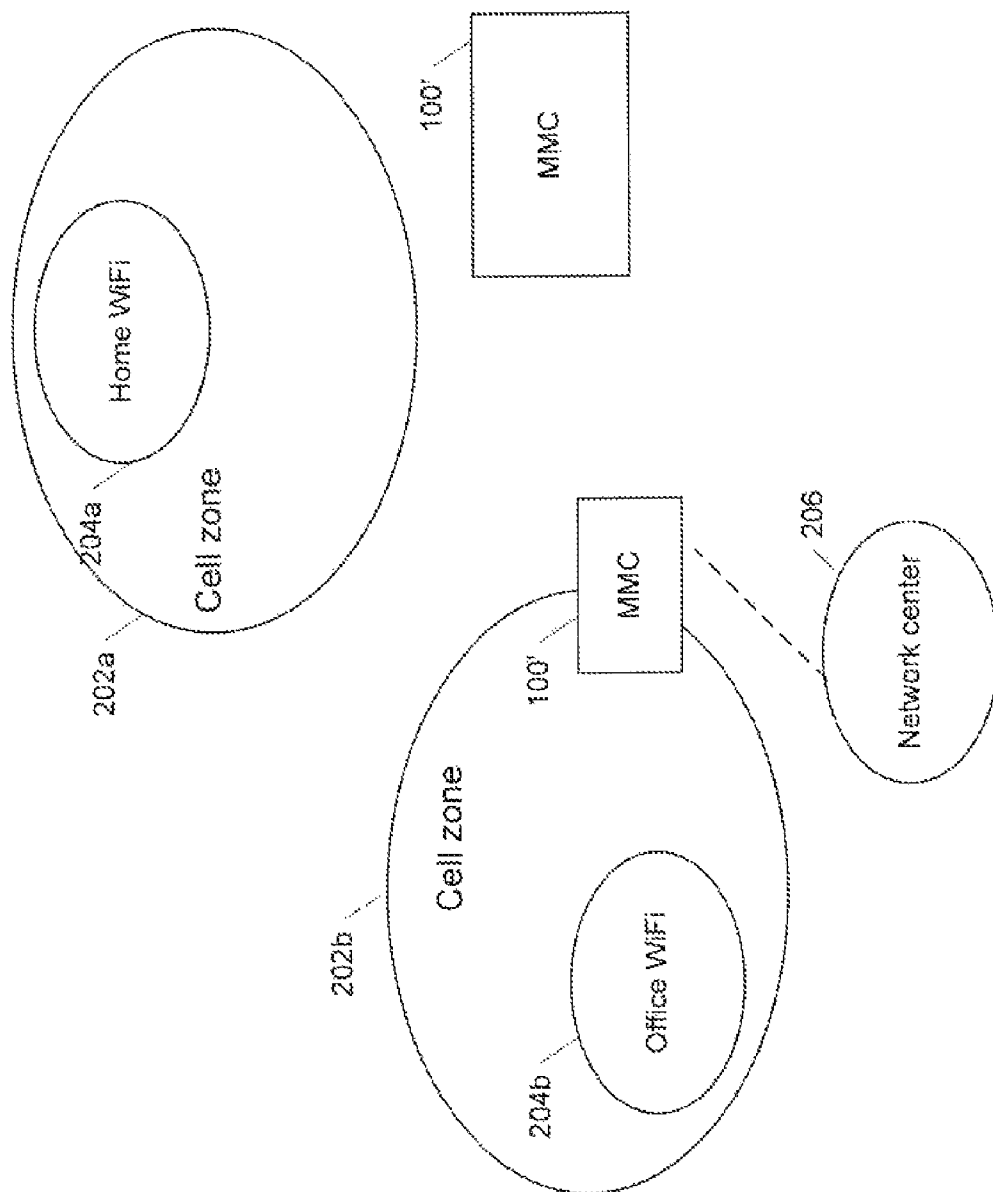 202a
204a
Cell zone
Home WiFi
100'
MMC
202b
Cell zone
204b
Office WiFi
100'
MMC
206
Network center